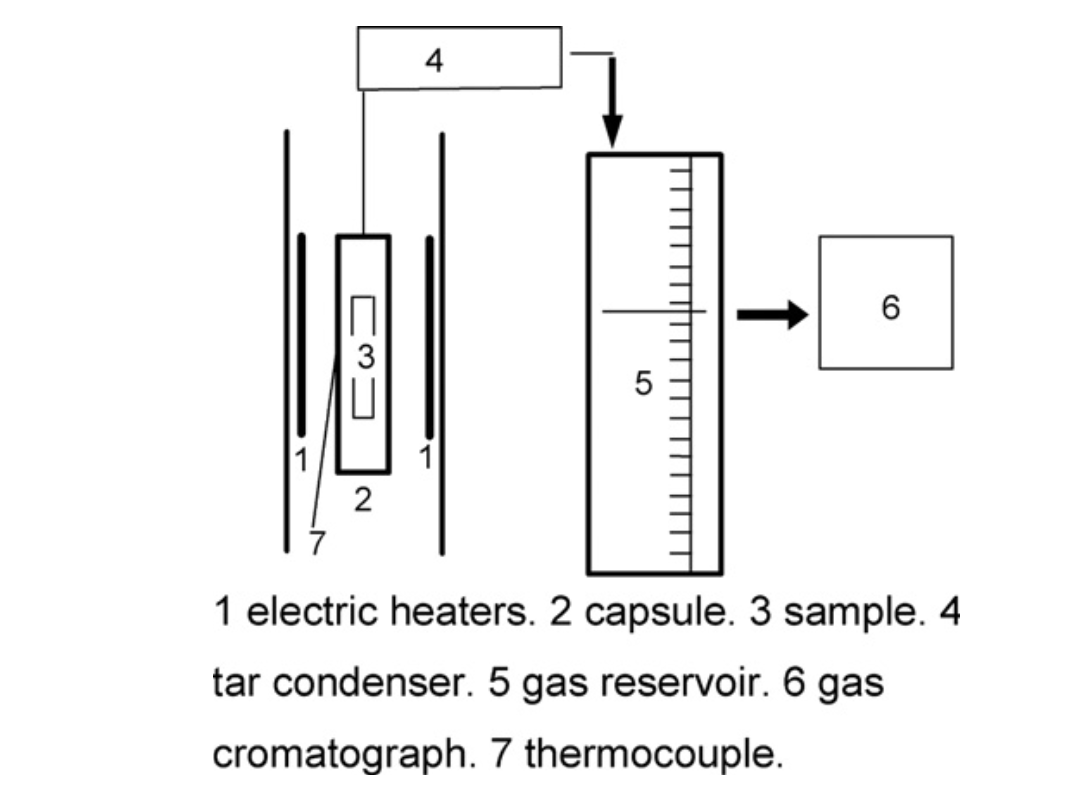 4
6
3
5
1
1
2
7
1 electric heaters. 2 capsule. 3 sample. 4
tar condenser. 5 gas reservoir. 6 gas
cromatograph. 7 thermocouple.